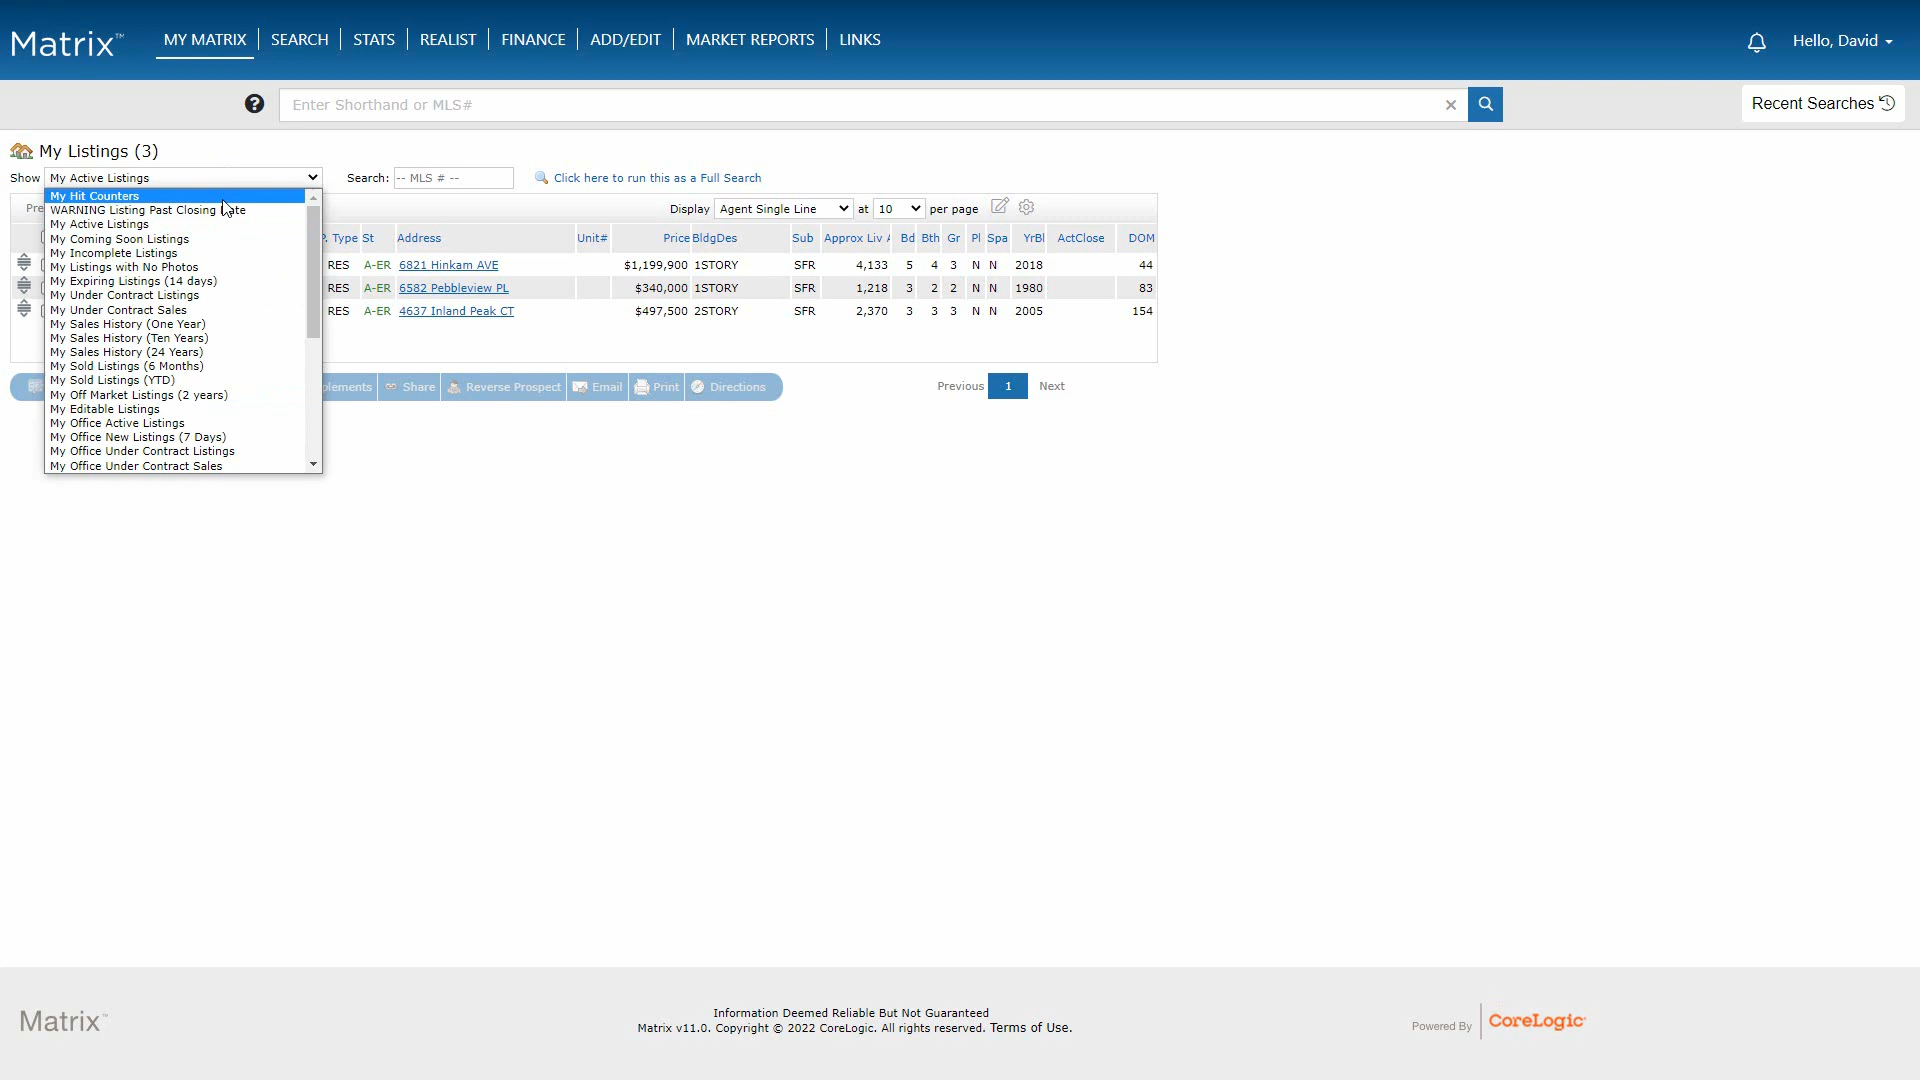 Matrix™ MY MATRIX SEARCH STATS REALIST FINANCE ADD/EDIT MARKET REPORTS LINKS Hello, David
Enter Shorthand or MLS# Recent Searches
My Listings (3)
Show My Active Listings Search: -- MLS # -- Click here to run this as a Full Search
My Hit Counters
WARNING Listing Past Closing
My Active Listings
My Coming Soon Listings
My Incomplete Listings
My Listings with No Photos
My Expiring Listings (14 days)
My Under Contract Listings
My Under Contract Sales
My Sales History (One Year)
My Sales History (Ten Years)
My Sales History (24 Years)
My Sold Listings (6 Months)
My Sold Listings (YTD)
My Off Market Listings (2 years)
My Editable Listings
My Office Active Listings
My Office New Listings (7 Days)
My Office Under Contract Listings
My Office Under Contract Sales
Display Agent Single Line at 10 per page
Type St Address Unit# Price BldgDes Sub Approx Liv Bd Bth Gr Pl Spa YrBl ActClose DOM
RES A-ER 6821 Hinkam AVE $1,199,900 1STORY SFR 4,133 5 4 3 N N 2018 44
RES A-ER 6582 Pebbleview PL $340,000 1STORY SFR 1,218 3 2 2 N N 1980 83
RES A-ER 4637 Inland Peak CT $497,500 2STORY SFR 2,370 3 3 3 N N 2005 154
Share Reverse Prospect Email Print Directions Previous 1 Next
Matrix™
Information Deemed Reliable But Not Guaranteed
Matrix v11.0. Copyright © 2022 CoreLogic. All rights reserved. Terms of Use.
Powered By CoreLogic